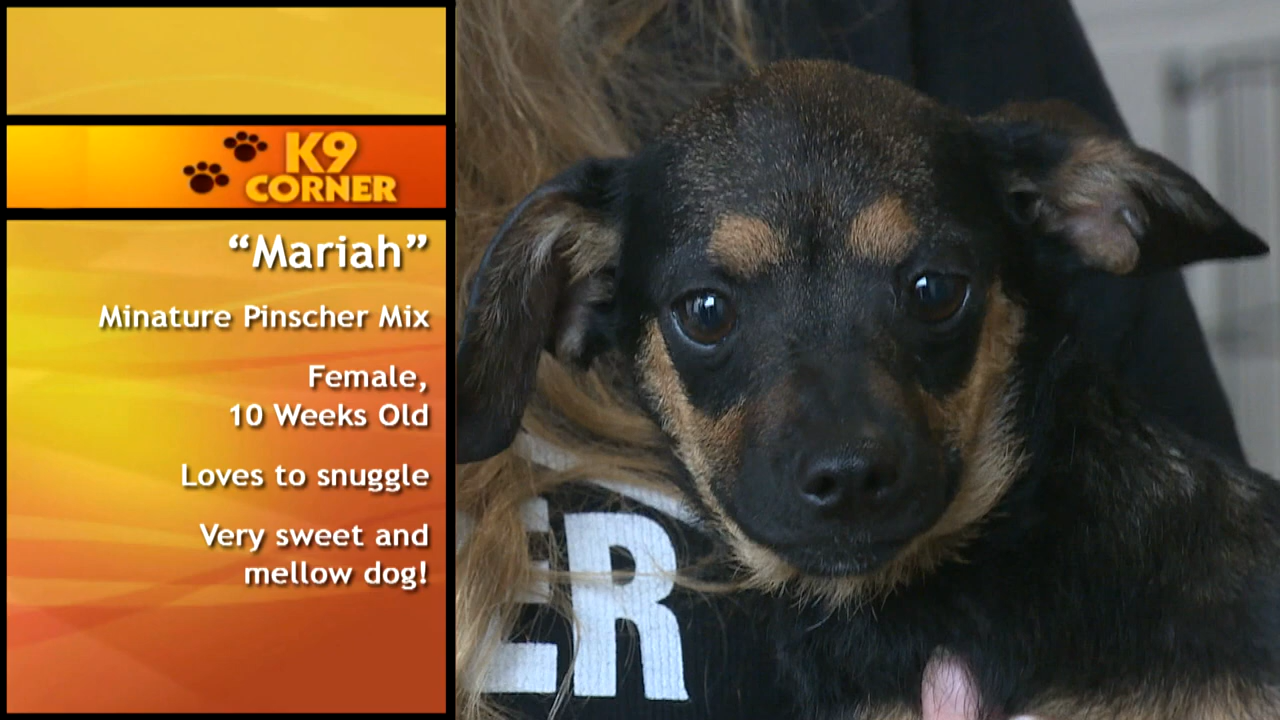 K9
CORNER
“Mariah”
Minature Pinscher Mix
Female,
10 Weeks Old
Loves to snuggle
Very sweet and
mellow dog!
ER